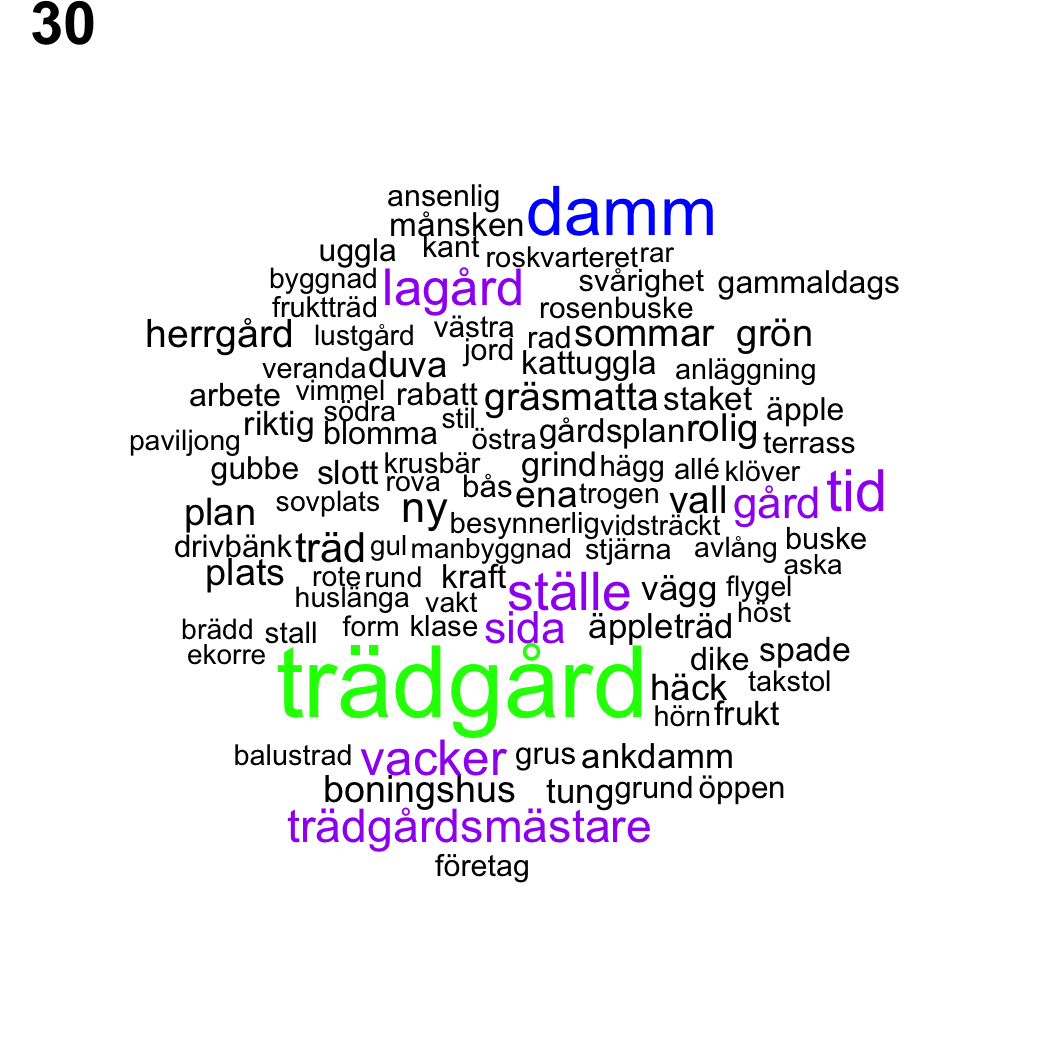 30
ansenlig
månsken damm
uggla kant roskvarteret rar
byggnad lagård svårighet gammaldags
fruktträd rosenbuske
herrgård lustgård västra rad sommar grön
veranda duva jord kattuggla anläggning
arbete vimmel rabatt gräsmatta staket äpple
riktig södra blomma stil östra gårdsplan rolig terrass
paviljong
gubbe slott krusbär grind hägg allé klöver tid
sovplats rova bås ena trogen vall gård
plan ny besynnerlig vidsträckt
drivbänk träd gul manbyggnad stjärna avlång buske
plats rote rund kraft ställe vägg flygel aska
huslänga vakt höst
brädd stall form klase sida äppleträd
ekorre trädgård dike spade
häck takstol
hörn frukt
balustrad vacker grus ankdamm
boningshus tung grund öppen
trädgårdsmästare
företag